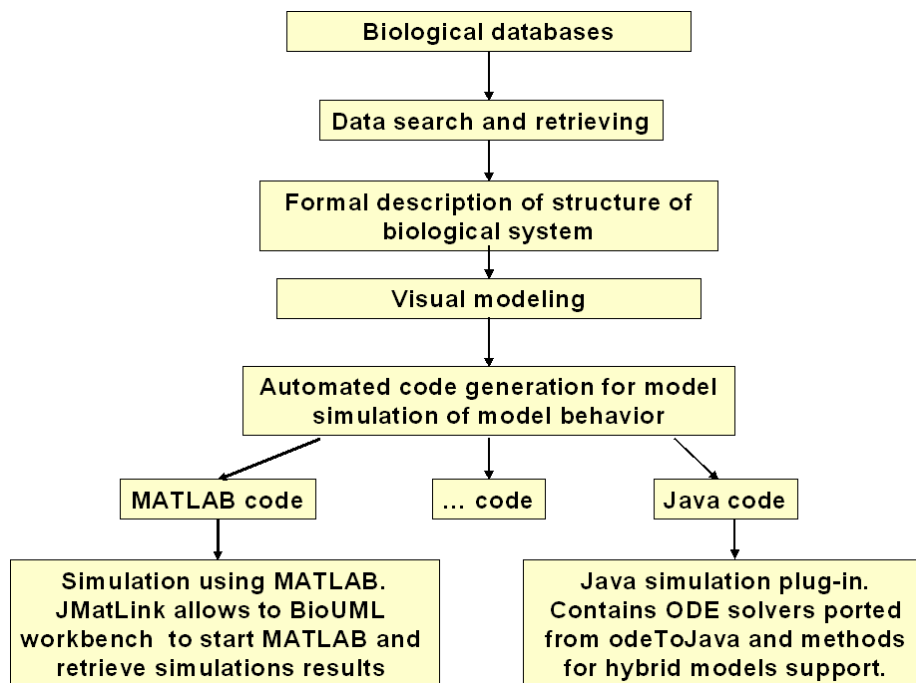 Biological databases
Data search and retrieving
Formal description of structure of
biological system
Visual modeling
Automated code generation for model
simulation of model behavior
MATLAB code
... code
Java code
Simulation using MATLAB.
JMatLink allows to BioUML
workbench to start MATLAB and
retrieve simulations results
Java simulation plug-in.
Contains ODE solvers ported
from odeToJava and methods
for hybrid models support.